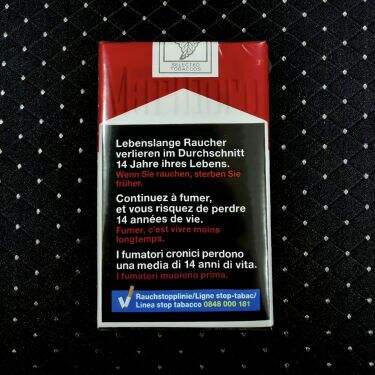 SELECTED
TOBACCOS
Marlboro
Lebenslange Raucher
verlieren im Durchschnitt
14 Jahre ihres Lebens.
Wenn Sie rauchen, sterben Sie
früher.
Continuez à fumer,
et vous risquez de perdre
14 années de vie.
Fumer, c'est vivre moins
longtemps.
I fumatori cronici perdono
una media di 14 anni di vita.
I fumatori muoiono prima.
Rauchstopplinie/Ligne stop-tabac/
Linea stop tabacco 0848 000 181